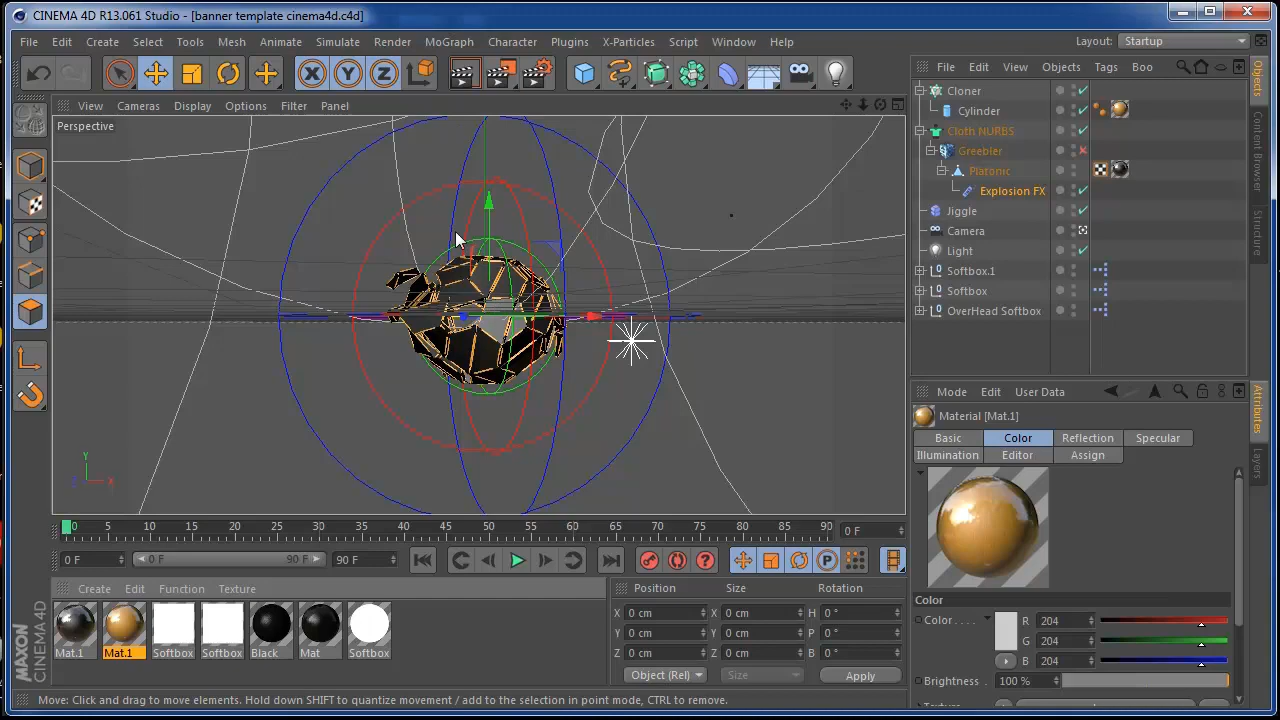 CINEMA 4D R13.061 Studio - [banner template cinema4d.c4d]
File Edit Create Select Tools Mesh Animate Simulate Render MoGraph Character Plugins X-Particles Script Window Help Layout: Startup
X Y Z
File Edit View Objects Tags Boo
View Cameras Display Options Filter Panel
Perspective
Cloner
Cylinder
Cloth NURBS
Greebler
Platonic
Explosion FX
Jiggle
Camera
Light
Softbox.1
Softbox
OverHead Softbox
Objects
Content Browser
Structure
Y
Z X
Mode Edit User Data
Material [Mat.1]
Basic Color Reflection Specular
Illumination Editor Assign
Attributes
Layers
0 5 10 15 20 25 30 35 40 45 50 55 60 65 70 75 80 85 90 0 F
0 F 0 F 90 F 90 F
P
Create Edit Function Texture
Mat.1 Mat.1 Softbox Softbox Black Mat Softbox
Position Size Rotation
X 0 cm X 0 cm H 0 °
Y 0 cm Y 0 cm P 0 °
Z 0 cm Z 0 cm B 0 °
Object (Rel) Size Apply
Color
Color . . . . R 204
G 204
B 204
Brightness . 100 %
MAXON
CINEMA 4D
Move: Click and drag to move elements. Hold down SHIFT to quantize movement / add to the selection in point mode, CTRL to remove.